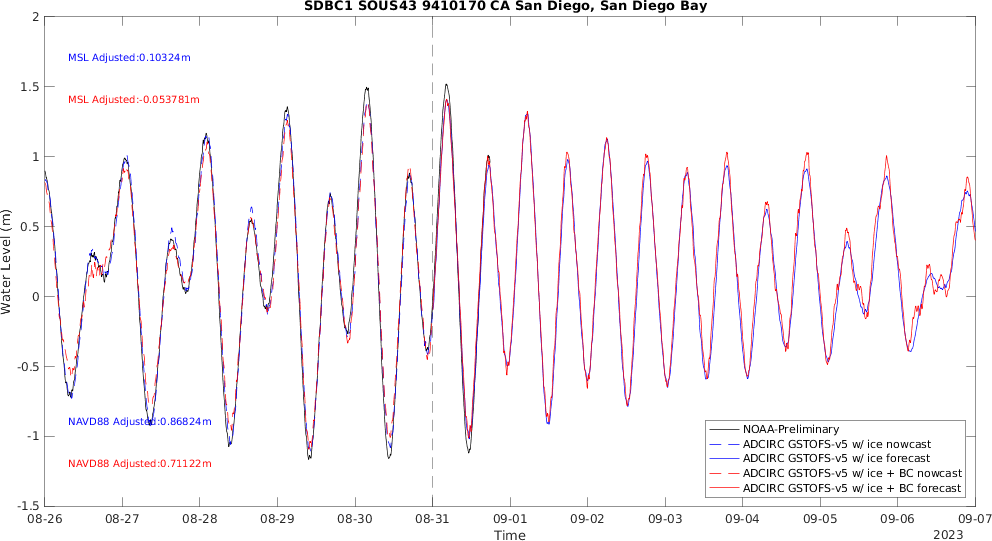 SDBC1 SOUS43 9410170 CA San Diego, San Diego Bay
2
1.5
1
0.5
0
-0.5
-1
-1.5
Water Level (m)
MSL Adjusted:0.10324m
MSL Adjusted:-0.053781m
NAVD88 Adjusted:0.86824m
NAVD88 Adjusted:0.71122m
NOAA-Preliminary
ADCIRC GSTOFS-v5 w/ ice nowcast
ADCIRC GSTOFS-v5 w/ ice forecast
ADCIRC GSTOFS-v5 w/ ice + BC nowcast
ADCIRC GSTOFS-v5 w/ ice + BC forecast
08-26 08-27 08-28 08-29 08-30 08-31 09-01 09-02 09-03 09-04 09-05 09-06 09-07
Time
2023